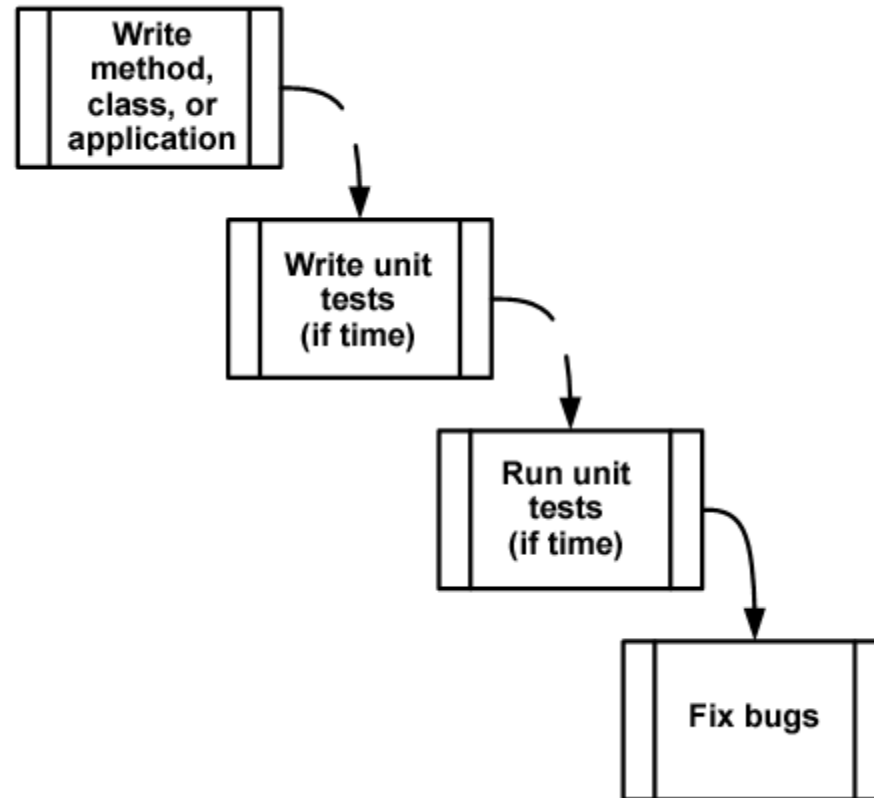 Write
method,
class, or
application
Write unit
tests
(if time)
Run unit
tests
(if time)
Fix bugs